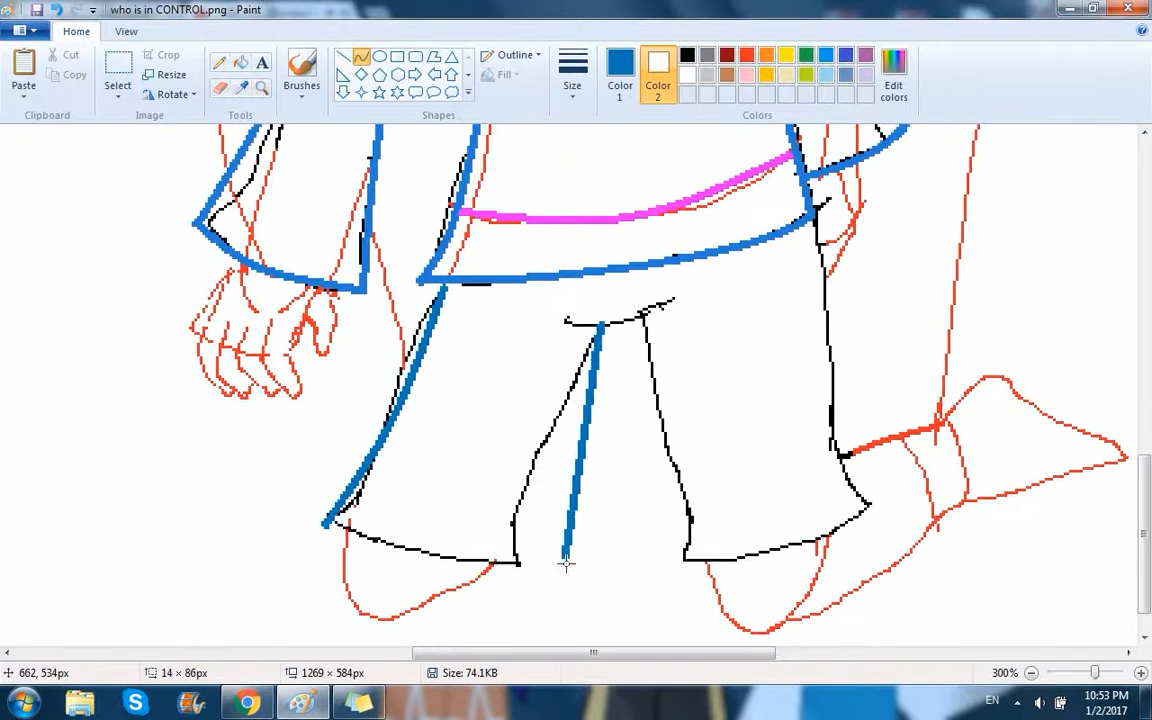 who is in CONTROL.png - Paint
Home
View
Paste
Cut
Copy
Clipboard
Select
Crop
Resize
Rotate
Image
A
Tools
Brushes
Outline
Fill
Shapes
Size
Color 1
Color 2
Edit colors
Colors
662, 534px
14 × 86px
1269 × 584px
Size: 74.1KB
300%
EN
10:53 PM
1/2/2017